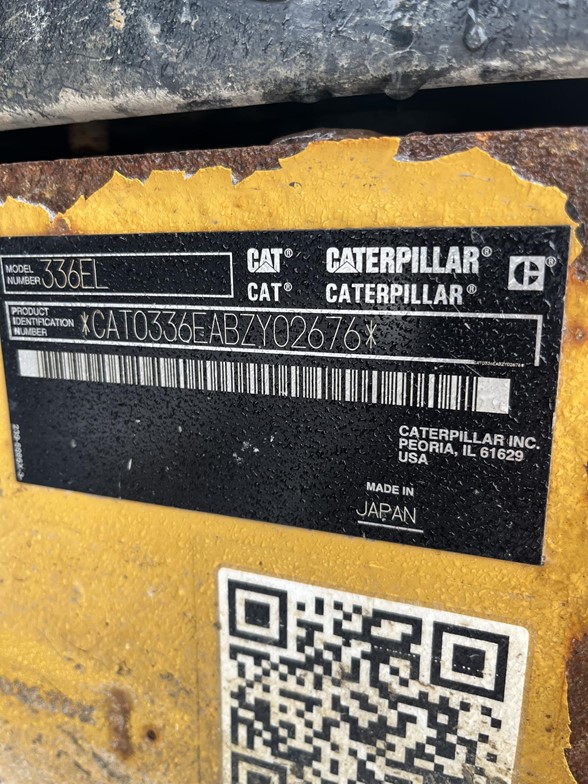 MODEL NUMBER 336EL
CAT® CATERPILLAR®
CAT® CATERPILLAR®
PRODUCT IDENTIFICATION NUMBER *CAT0336EABZY02676*
CAT0336EABZY02676
CATERPILLAR INC.
PEORIA, IL 61629
USA
MADE IN
JAPAN